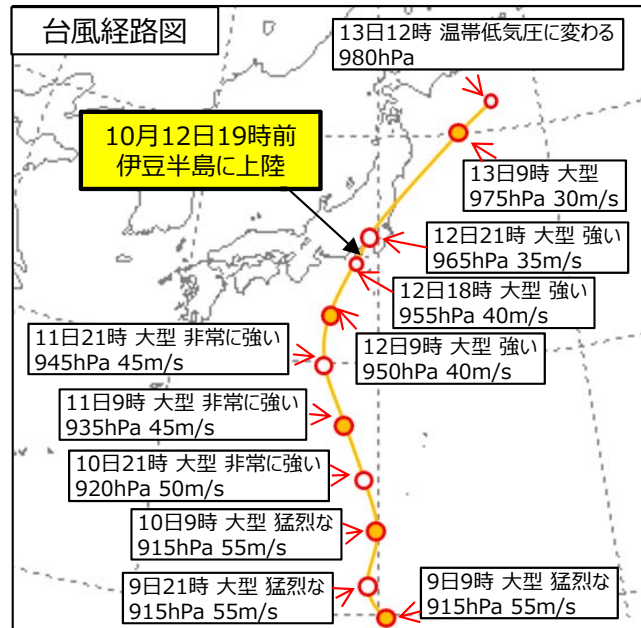 台風経路図
13日12時 温帯低気圧に変わる
980hPa
10月12日19時前
伊豆半島に上陸
13日9時 大型
975hPa 30m/s
12日21時 大型 強い
965hPa 35m/s
12日18時 大型 強い
955hPa 40m/s
11日21時 大型 非常に強い
945hPa 45m/s
12日9時 大型 強い
950hPa 40m/s
11日9時 大型 非常に強い
935hPa 45m/s
10日21時 大型 非常に強い
920hPa 50m/s
10日9時 大型 猛烈な
915hPa 55m/s
9日21時 大型 猛烈な
915hPa 55m/s
9日9時 大型 猛烈な
915hPa 55m/s